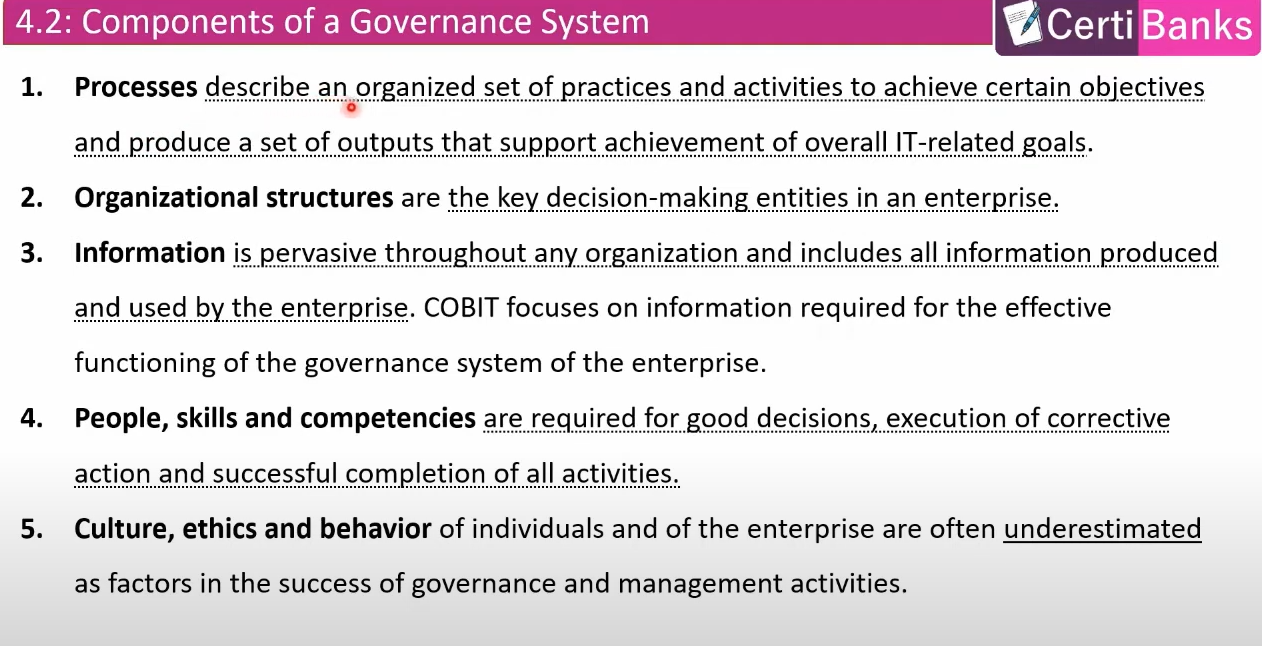 4.2: Components of a Governance System
CertiBanks
1. Processes describe an organized set of practices and activities to achieve certain objectives
and produce a set of outputs that support achievement of overall IT-related goals.
2. Organizational structures are the key decision-making entities in an enterprise.
3. Information is pervasive throughout any organization and includes all information produced
and used by the enterprise. COBIT focuses on information required for the effective
functioning of the governance system of the enterprise.
4. People, skills and competencies are required for good decisions, execution of corrective
action and successful completion of all activities.
5. Culture, ethics and behavior of individuals and of the enterprise are often underestimated
as factors in the success of governance and management activities.